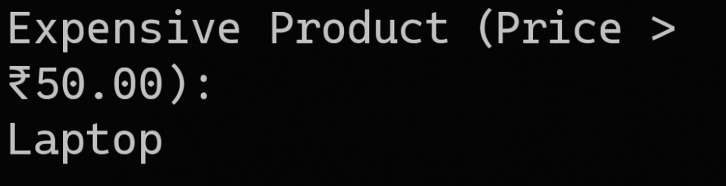 Expensive Product (Price >
₹50.00):
Laptop